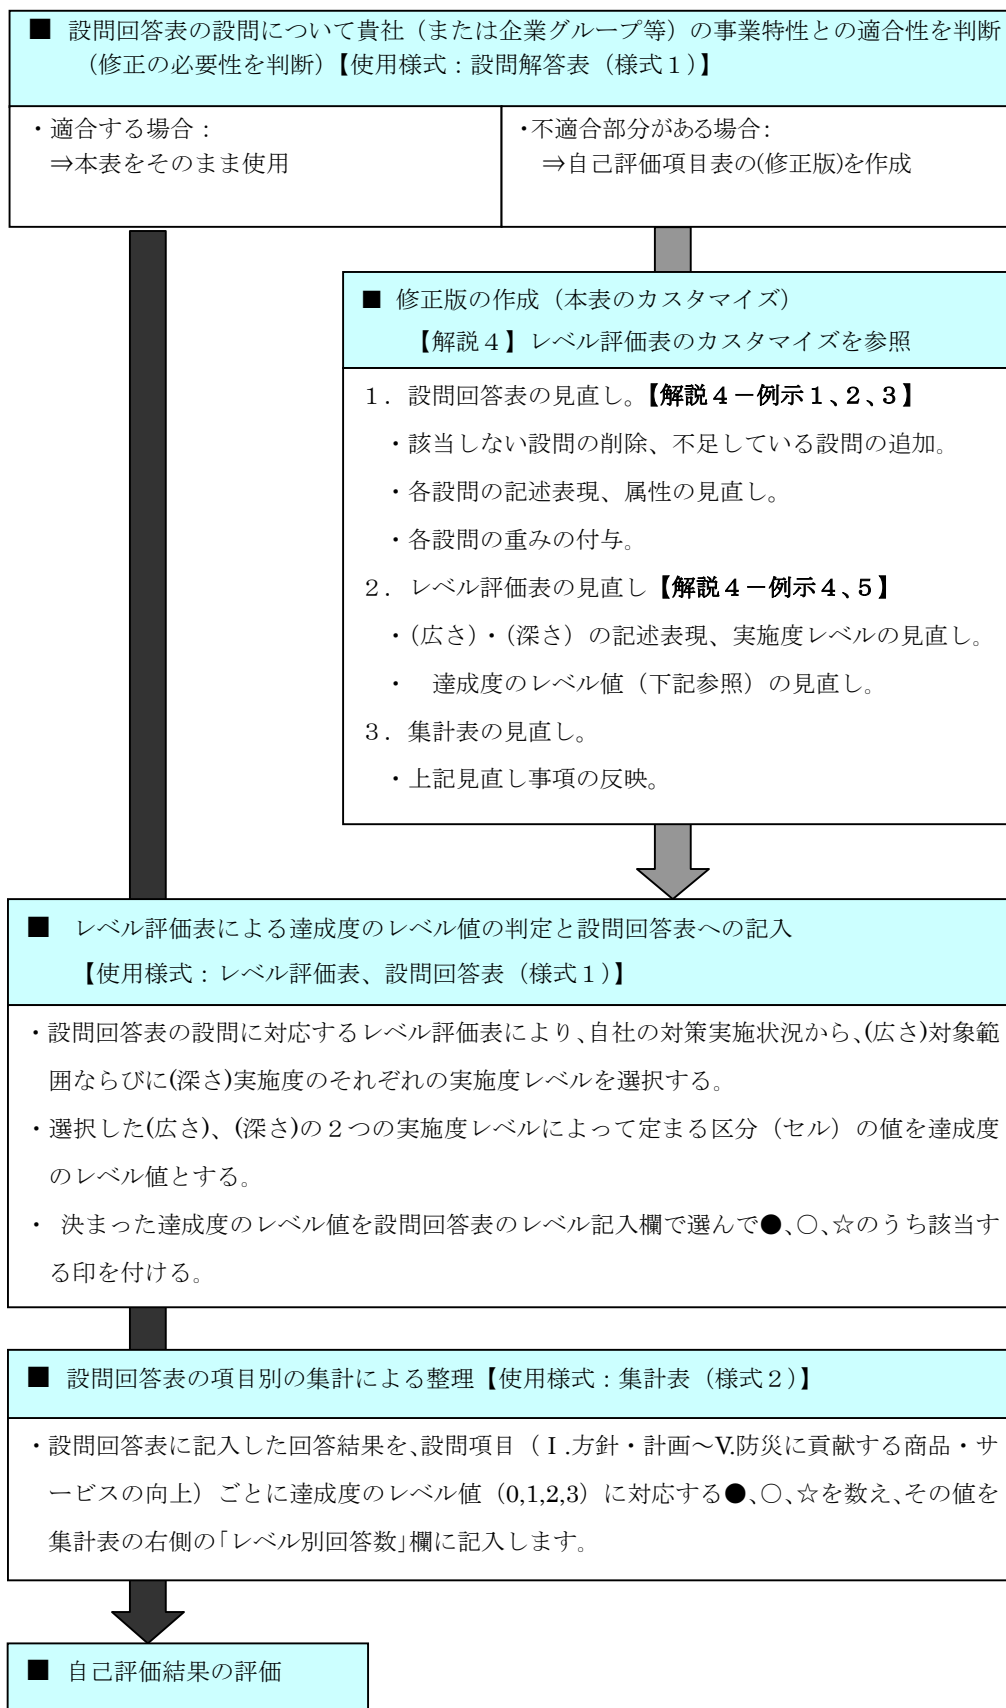 ■ 設問回答表の設問について貴社（または企業グループ等）の事業特性との適合性を判断
（修正の必要性を判断）【使用様式：設問解答表（様式１）】
・適合する場合：
⇒本表をそのまま使用
・不適合部分がある場合：
⇒自己評価項目表の(修正版)を作成
■ 修正版の作成（本表のカスタマイズ）
【解説４】レベル評価表のカスタマイズを参照
１．設問回答表の見直し。【解説４－例示１、２、３】
・該当しない設問の削除、不足している設問の追加。
・各設問の記述表現、属性の見直し。
・各設問の重みの付与。
２．レベル評価表の見直し【解説４－例示４、５】
・(広さ)・(深さ）の記述表現、実施度レベルの見直し。
・ 達成度のレベル値（下記参照）の見直し。
３．集計表の見直し。
・上記見直し事項の反映。
■ レベル評価表による達成度のレベル値の判定と設問回答表への記入
【使用様式：レベル評価表、設問回答表（様式１）】
・設問回答表の設問に対応するレベル評価表により、自社の対策実施状況から、(広さ)対象範
囲ならびに(深さ)実施度のそれぞれの実施度レベルを選択する。
・選択した(広さ)、(深さ)の２つの実施度レベルによって定まる区分（セル）の値を達成度
のレベル値とする。
・ 決まった達成度のレベル値を設問回答表のレベル記入欄で選んで●、○、☆のうち該当す
る印を付ける。
■ 設問回答表の項目別の集計による整理【使用様式：集計表（様式２）】
・設問回答表に記入した回答結果を、設問項目（Ⅰ.方針・計画～Ⅴ.防災に貢献する商品・サ
ービスの向上）ごとに達成度のレベル値（0,1,2,3）に対応する●、○、☆を数え、その値を
集計表の右側の「レベル別回答数」欄に記入します。
■ 自己評価結果の評価